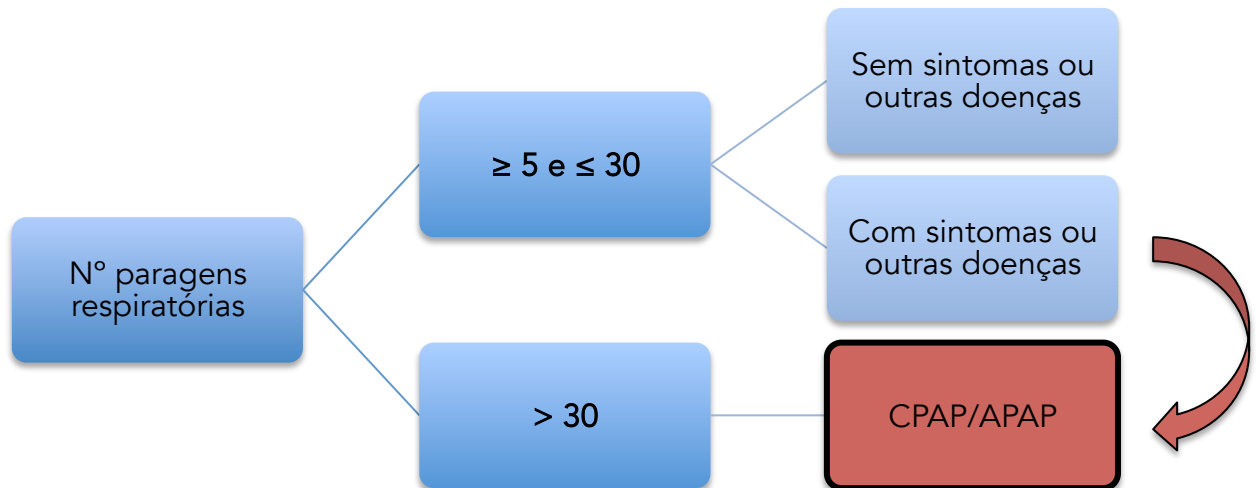 Nº paragens
respiratórias
≥ 5 e ≤ 30
Sem sintomas ou
outras doenças
Com sintomas ou
outras doenças
> 30
CPAP/APAP